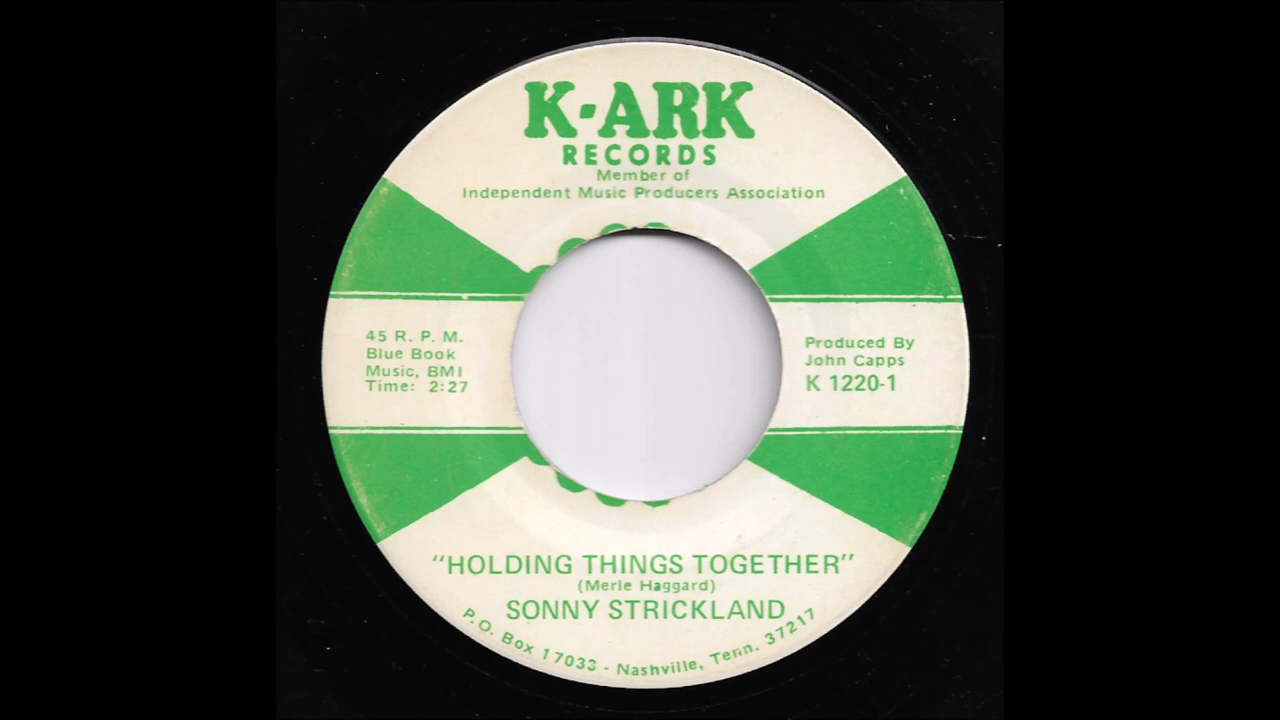 K-ARK
RECORDS
Member of
Independent Music Producers Association
45 R. P. M.
Blue Book
Music, BMI
Time: 2:27
Produced By
John Capps
K 1220-1
"HOLDING THINGS TOGETHER"
(Merle Haggard)
SONNY STRICKLAND
P.O. Box 17033 - Nashville, Tenn. 37217